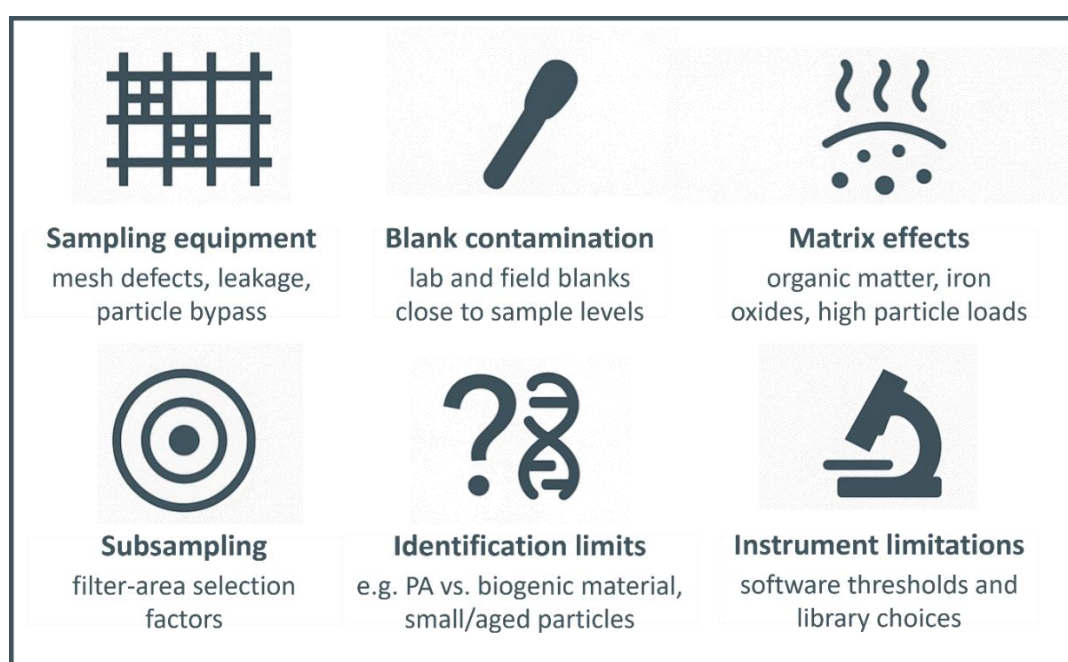 Sampling equipment
mesh defects, leakage,
particle bypass
Blank contamination
lab and field blanks
close to sample levels
Matrix effects
organic matter, iron
oxides, high particle loads
Subsampling
filter-area selection
factors
Identification limits
e.g. PA vs. biogenic material,
small/aged particles
Instrument limitations
software thresholds and
library choices